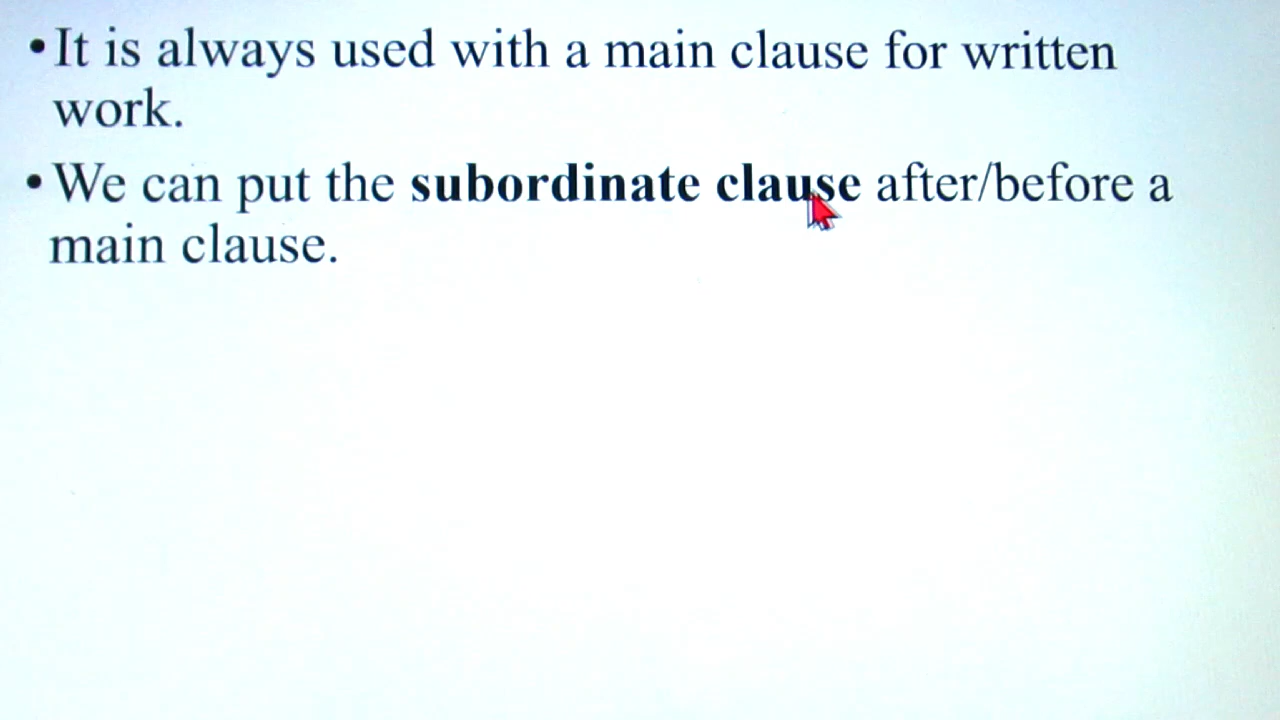 •It is always used with a main clause for written
work.
•We can put the subordinate clause after/before a
main clause.